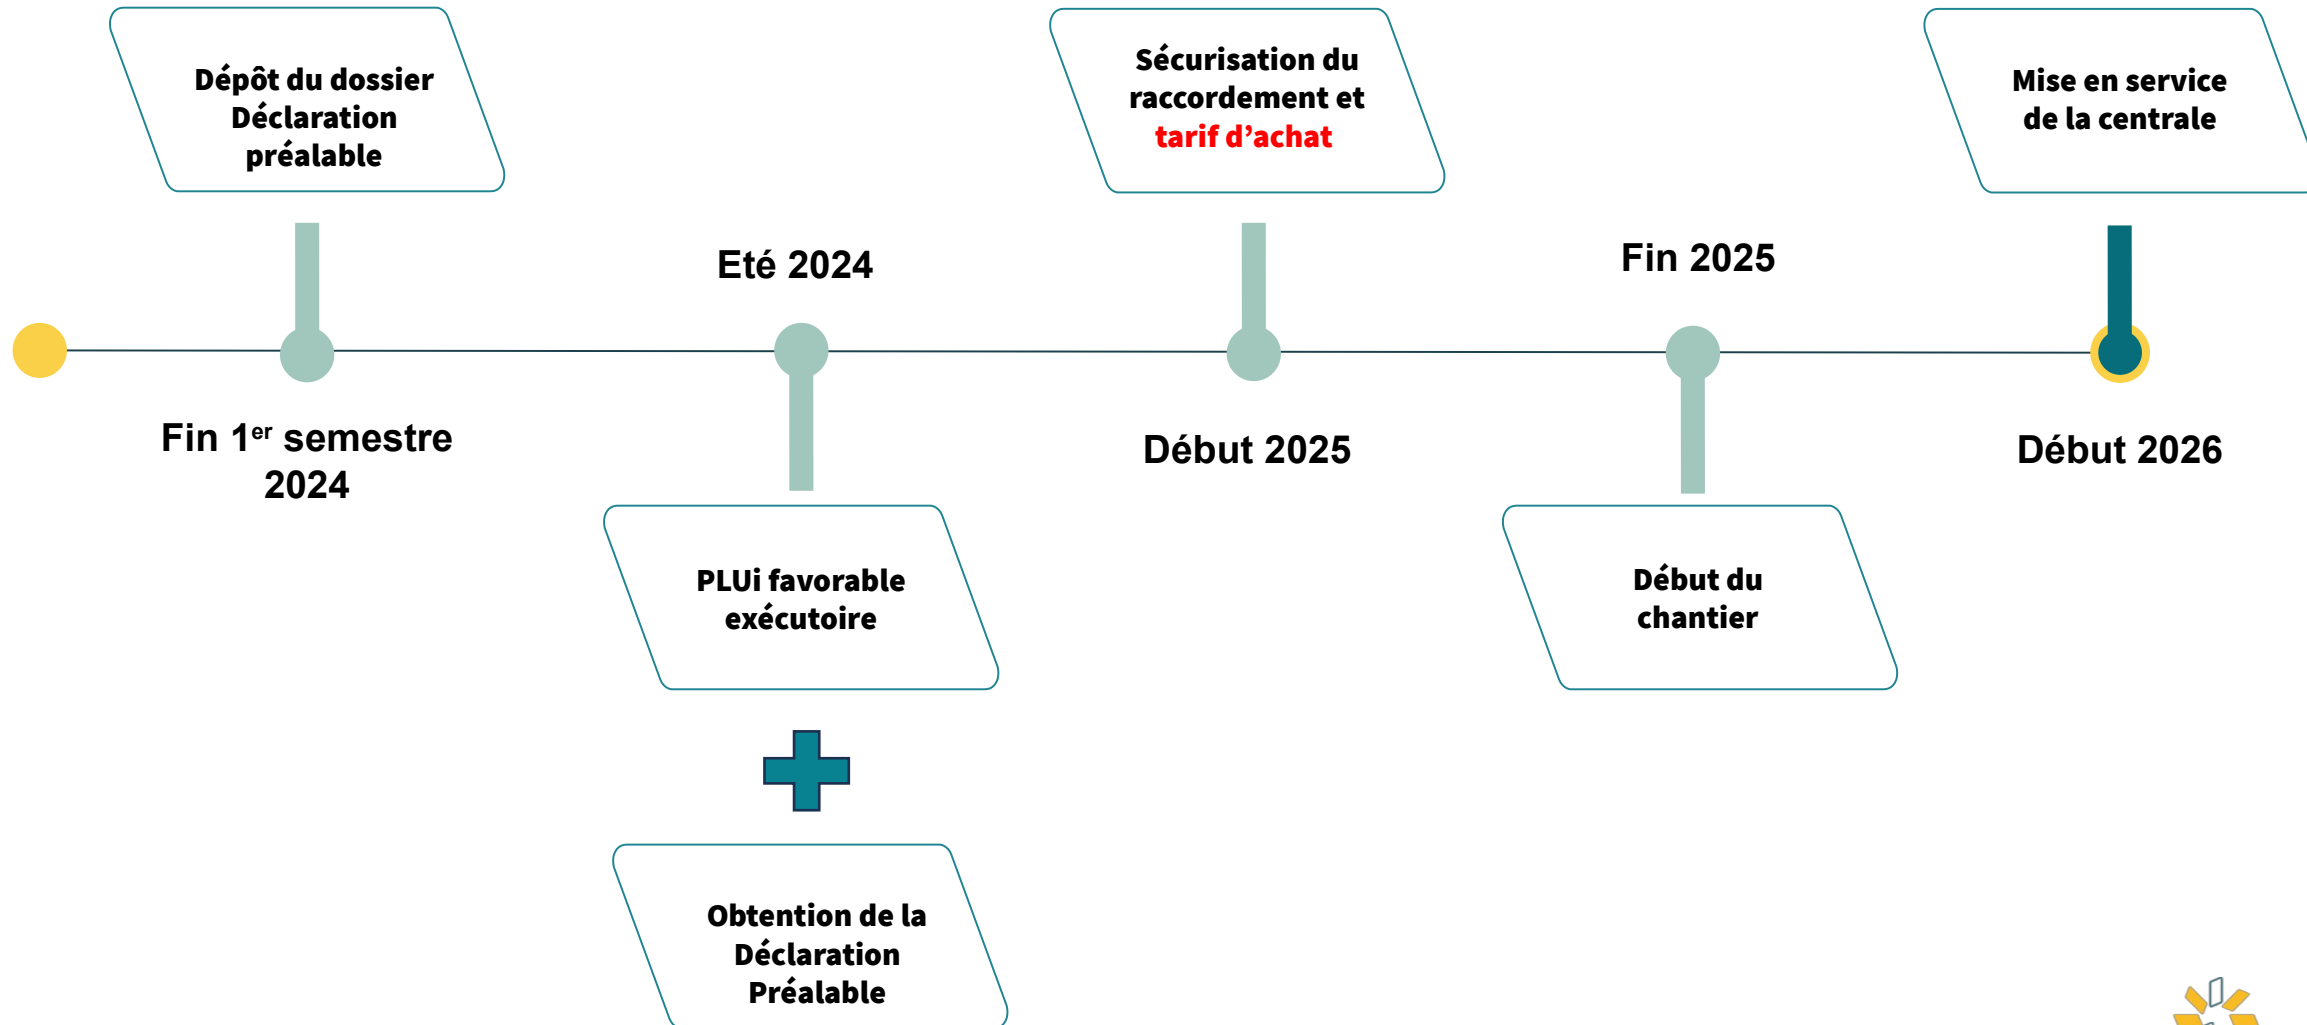 Dépôt du dossier
Déclaration
préalable
Fin 1er semestre
2024
Eté 2024
PLUi favorable
exécutoire
Obtention de la
Déclaration
Préalable
Sécurisation du
raccordement et
tarif d’achat
Début 2025
Fin 2025
Début du
chantier
Mise en service
de la centrale
Début 2026